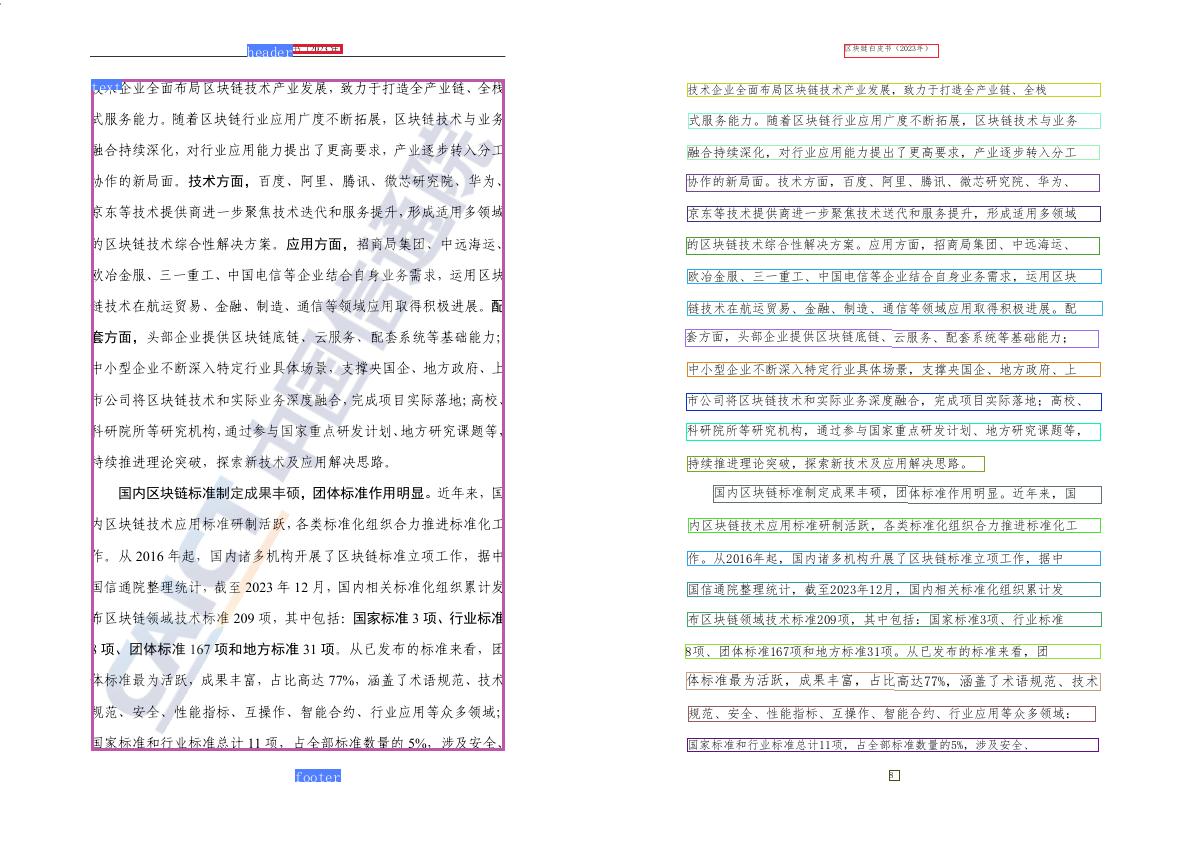 header
text
技术企业全面布局区块链技术产业发展，致力于打造全产业链、全栈
式服务能力。随着区块链行业应用广度不断拓展，区块链技术与业务
融合持续深化，对行业应用能力提出了更高要求，产业逐步转入分工
协作的新局面。技术方面，百度、阿里、腾讯、微芯研究院、华为、
京东等技术提供商进一步聚焦技术迭代和服务提升，形成适用多领域
的区块链技术综合性解决方案。应用方面，招商局集团、中远海运、
欧冶金服、三一重工、中国电信等企业结合自身业务需求，运用区块
链技术在航运贸易、金融、制造、通信等领域应用取得积极进展。配
套方面，头部企业提供区块链底链、云服务、配套系统等基础能力；
中小型企业不断深入特定行业具体场景，支撑央国企、地方政府、上
市公司将区块链技术和实际业务深度融合，完成项目实际落地；高校、
科研院所等研究机构，通过参与国家重点研发计划、地方研究课题等，
持续推进理论突破，探索新技术及应用解决思路。
国内区块链标准制定成果丰硕，团体标准作用明显。近年来，国
内区块链技术应用标准研制活跃，各类标准化组织合力推进标准化工
作。从 2016 年起，国内诸多机构开展了区块链标准立项工作，据中
国信通院整理统计，截至 2023 年 12 月，国内相关标准化组织累计发
布区块链领域技术标准 209 项，其中包括：国家标准 3 项、行业标准
8 项、团体标准 167 项和地方标准 31 项。从已发布的标准来看，团
体标准最为活跃，成果丰富，占比高达 77%，涵盖了术语规范、技术
规范、安全、性能指标、互操作、智能合约、行业应用等众多领域；
国家标准和行业标准总计 11 项，占全部标准数量的 5%，涉及安全、
CAICT 中国信通院
footer
区块链白皮书（2023年）
技术企业全面布局区块链技术产业发展，致力于打造全产业链、全栈
式服务能力。随着区块链行业应用广度不断拓展，区块链技术与业务
融合持续深化，对行业应用能力提出了更高要求，产业逐步转入分工
协作的新局面。技术方面，百度、阿里、腾讯、微芯研究院、华为、
京东等技术提供商进一步聚焦技术迭代和服务提升，形成适用多领域
的区块链技术综合性解决方案。应用方面，招商局集团、中远海运、
欧冶金服、三一重工、中国电信等企业结合自身业务需求，运用区块
链技术在航运贸易、金融、制造、通信等领域应用取得积极进展。配
套方面，头部企业提供区块链底链、云服务、配套系统等基础能力；
中小型企业不断深入特定行业具体场景，支撑央国企、地方政府、上
市公司将区块链技术和实际业务深度融合，完成项目实际落地；高校、
科研院所等研究机构，通过参与国家重点研发计划、地方研究课题等，
持续推进理论突破，探索新技术及应用解决思路。
国内区块链标准制定成果丰硕，团体标准作用明显。近年来，国
内区块链技术应用标准研制活跃，各类标准化组织合力推进标准化工
作。从2016年起，国内诸多机构开展了区块链标准立项工作，据中
国信通院整理统计，截至2023年12月，国内相关标准化组织累计发
布区块链领域技术标准209项，其中包括：国家标准3项、行业标准
8项、团体标准167项和地方标准31项。从已发布的标准来看，团
体标准最为活跃，成果丰富，占比高达77%，涵盖了术语规范、技术
规范、安全、性能指标、互操作、智能合约、行业应用等众多领域；
国家标准和行业标准总计11项，占全部标准数量的5%，涉及安全、
8